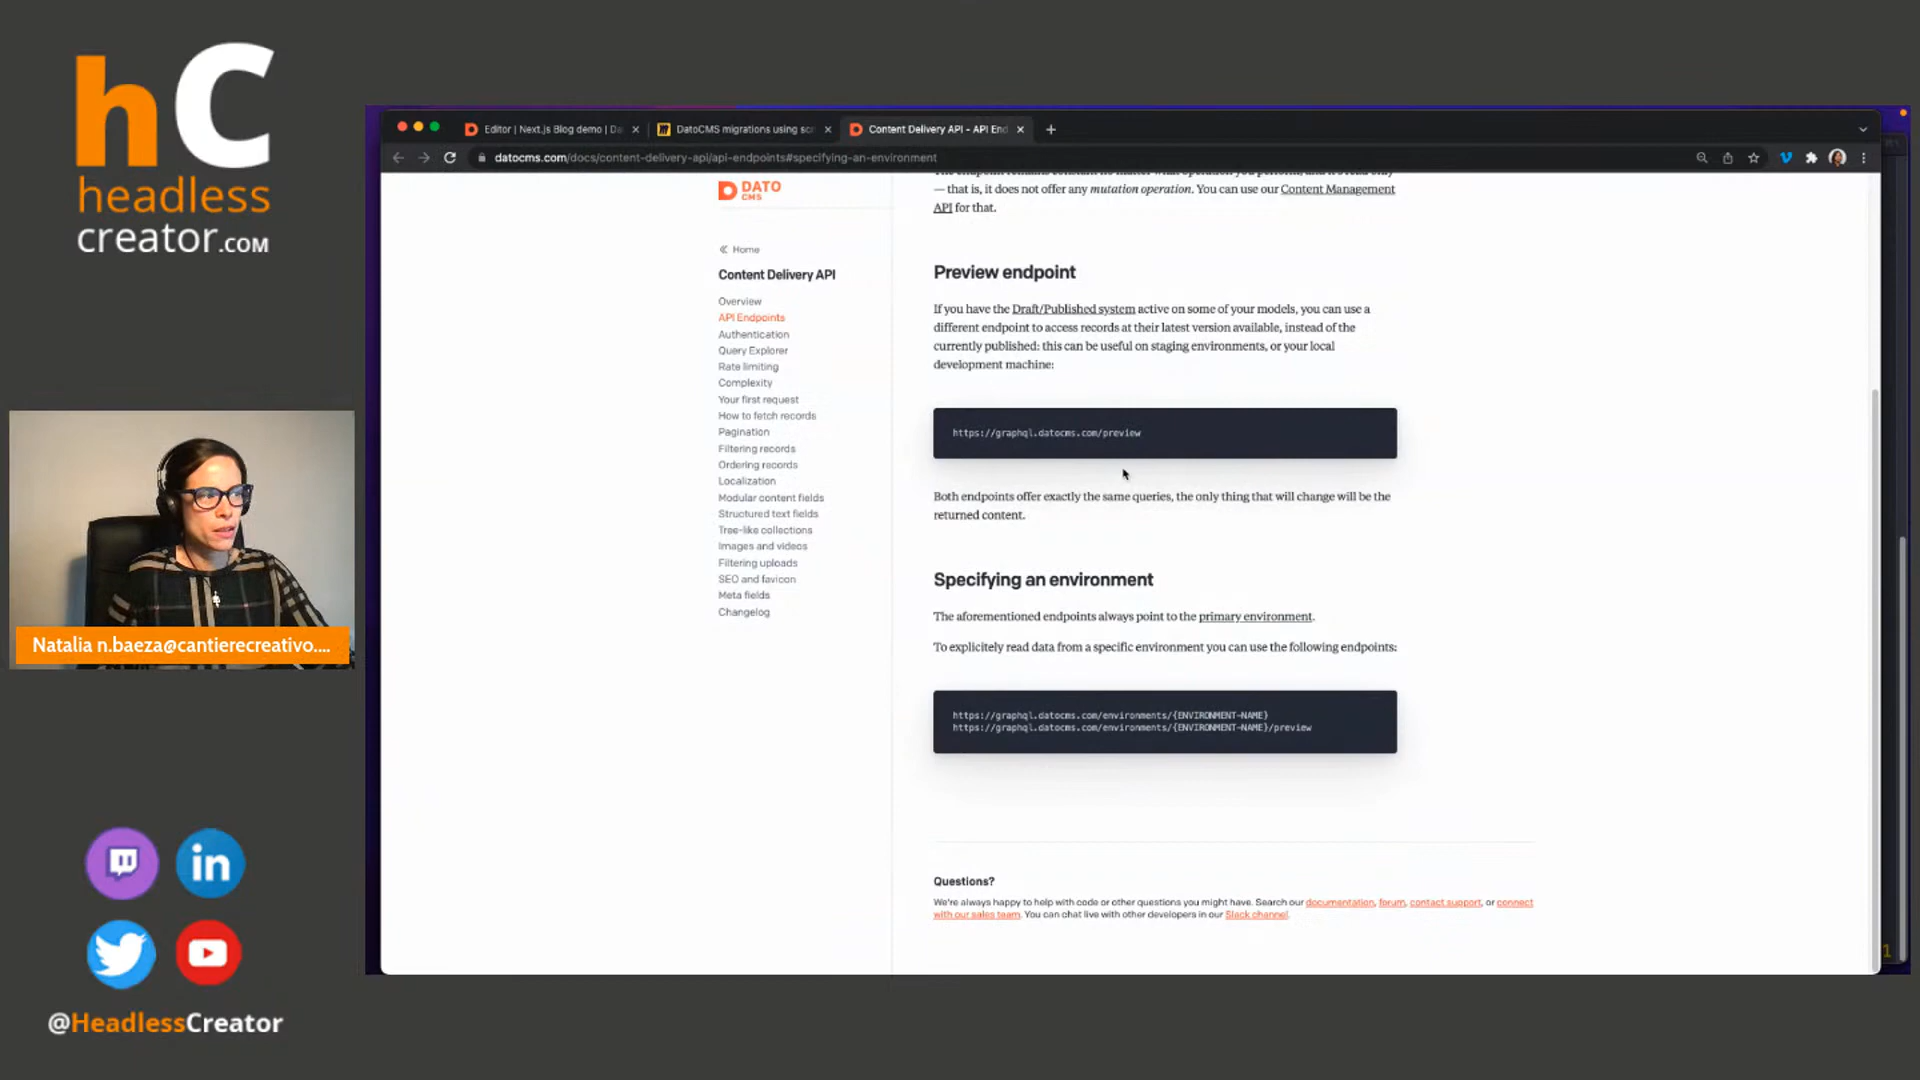 hC
headless
creator.COM
Natalia n.baeza@cantierecreativo....
@HeadlessCreator
Editor | Next.js Blog demo | Da
DatoCMS migrations using scr
Content Delivery API - API End
datocms.com/docs/content-delivery-api/api-endpoints#specifying-an-environment
DATO
CMS
« Home
Content Delivery API
Overview
API Endpoints
Authentication
Query Explorer
Rate limiting
Complexity
Your first request
How to fetch records
Pagination
Filtering records
Ordering records
Localization
Modular content fields
Structured text fields
Tree-like collections
Images and videos
Filtering uploads
SEO and favicon
Meta fields
Changelog
— that is, it does not offer any mutation operation. You can use our Content Management
API for that.
Preview endpoint
If you have the Draft/Published system active on some of your models, you can use a
different endpoint to access records at their latest version available, instead of the
currently published: this can be useful on staging environments, or your local
development machine:
https://graphql.datocms.com/preview
Both endpoints offer exactly the same queries, the only thing that will change will be the
returned content.
Specifying an environment
The aforementioned endpoints always point to the primary environment.
To explicitely read data from a specific environment you can use the following endpoints:
https://graphql.datocms.com/environments/{ENVIRONMENT-NAME}
https://graphql.datocms.com/environments/{ENVIRONMENT-NAME}/preview
Questions?
We're always happy to help with code or other questions you might have. Search our documentation, forum, contact support, or connect
with our sales team. You can chat live with other developers in our Slack channel.